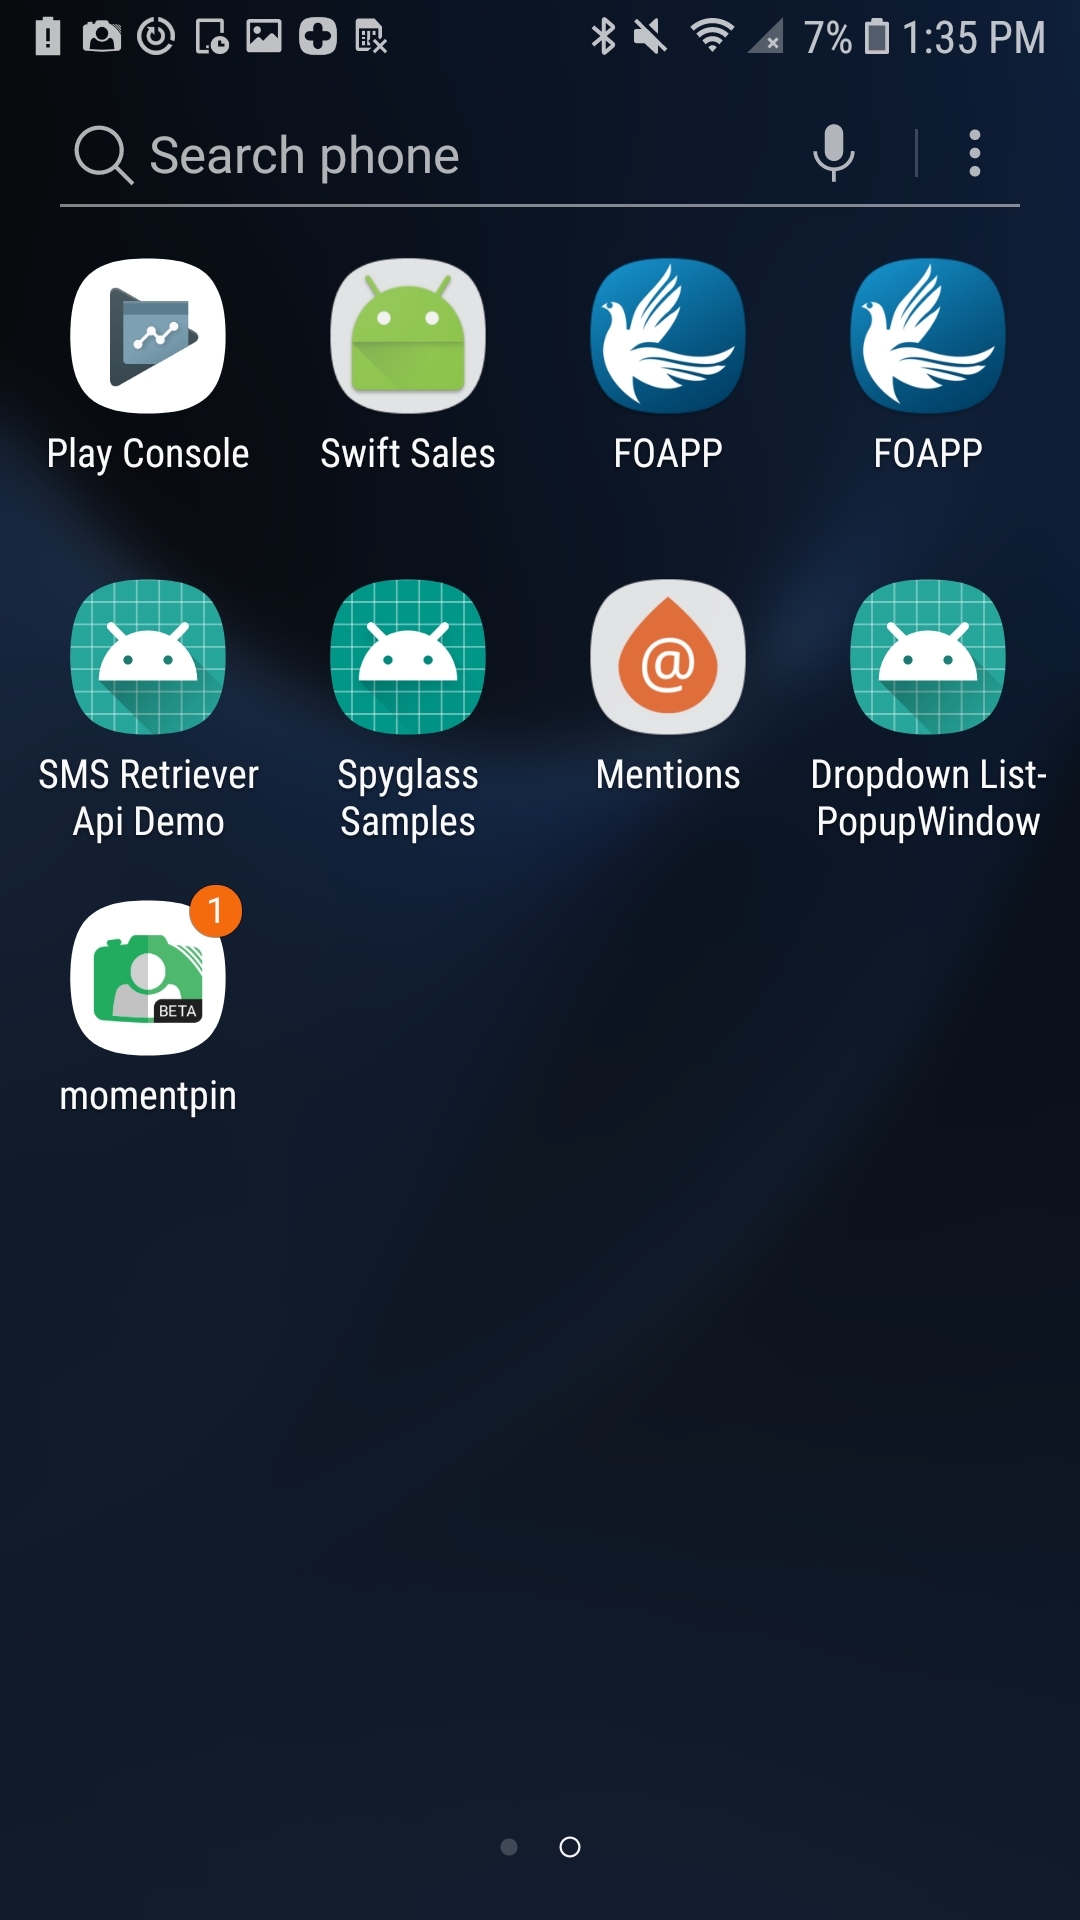 7% 1:35 PM
Search phone
Play Console
Swift Sales
FOAPP
FOAPP
SMS Retriever
Api Demo
Spyglass
Samples
@
Mentions
Dropdown List-
PopupWindow
1
BETA
momentpin